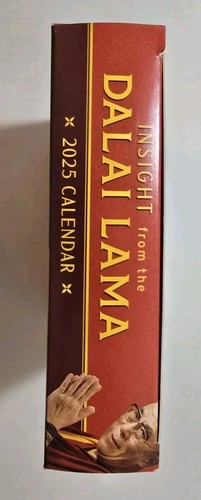 INSIGHT from the
DALAI LAMA
× 2025 CALENDAR ×